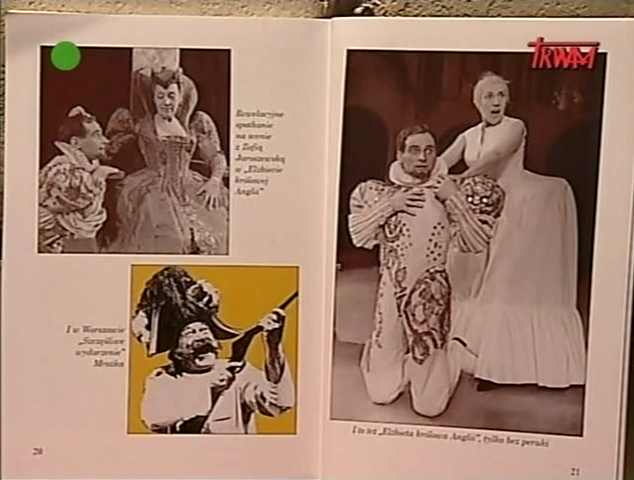 TRWAM
Rewelacyjne
spotkanie
na scenie
z Zofią
Jaroszewską
w „Elżbiecie
królowej
Anglii"
I w Warszawie
„Szczęśliwe
wydarzenie"
Mrożka
20
I to też „Elżbieta królowa Anglii", tylko bez peruki
21